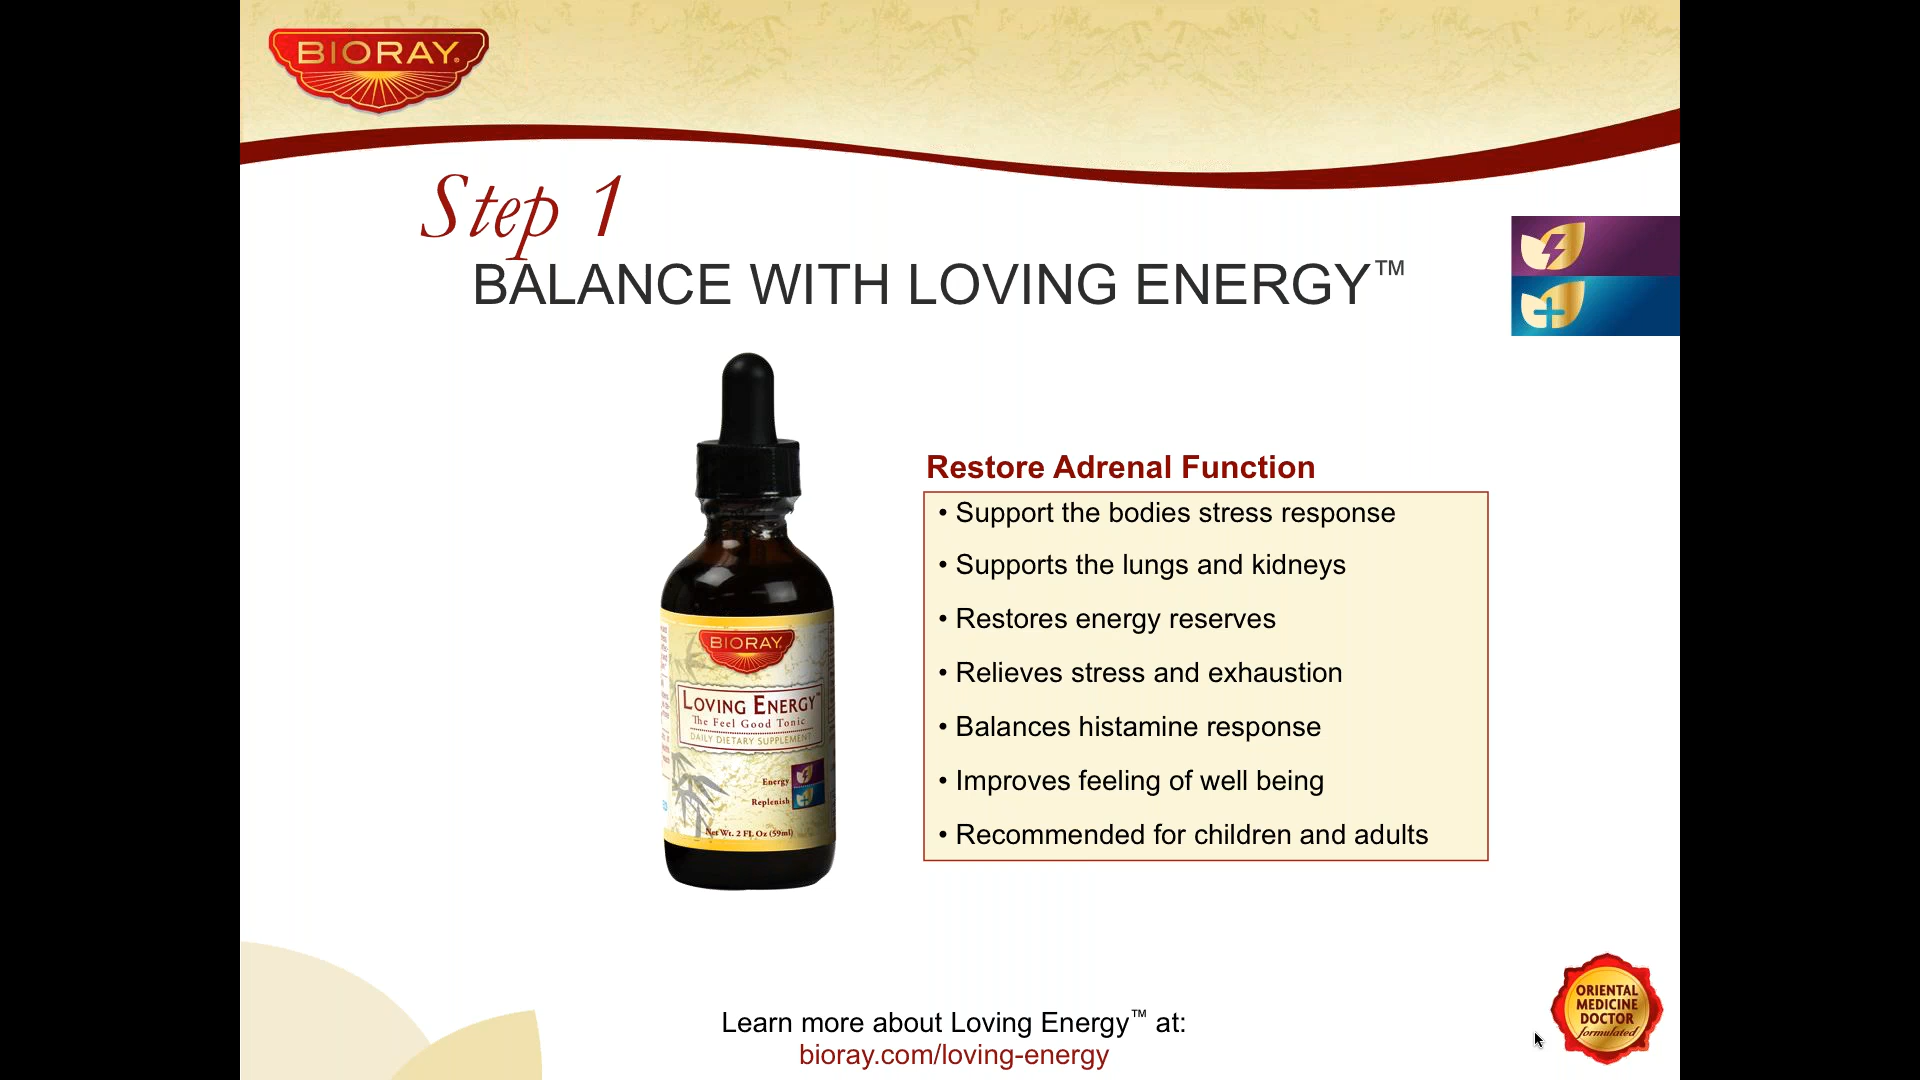 BIORAY®
Step 1
BALANCE WITH LOVING ENERGY™
Restore Adrenal Function
• Support the bodies stress response
• Supports the lungs and kidneys
• Restores energy reserves
• Relieves stress and exhaustion
• Balances histamine response
• Improves feeling of well being
• Recommended for children and adults
BIORAY
LOVING ENERGY™
The Feel Good Tonic
DAILY DIETARY SUPPLEMENT
Energy
Replenish
Net Wt. 2 FL Oz (59ml)
Learn more about Loving Energy™ at:
bioray.com/loving-energy
ORIENTAL
MEDICINE
DOCTOR
formulated